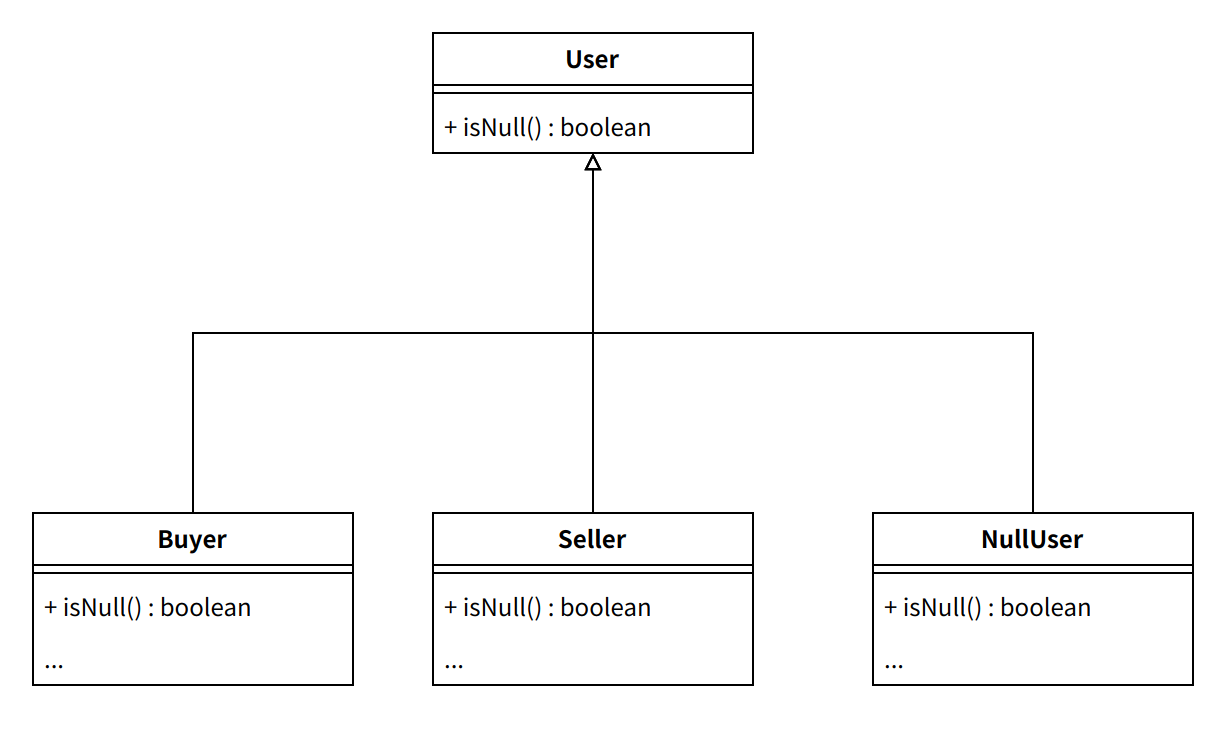 User
+ isNull() : boolean
Buyer
+ isNull() : boolean
...
Seller
+ isNull() : boolean
...
NullUser
+ isNull() : boolean
...